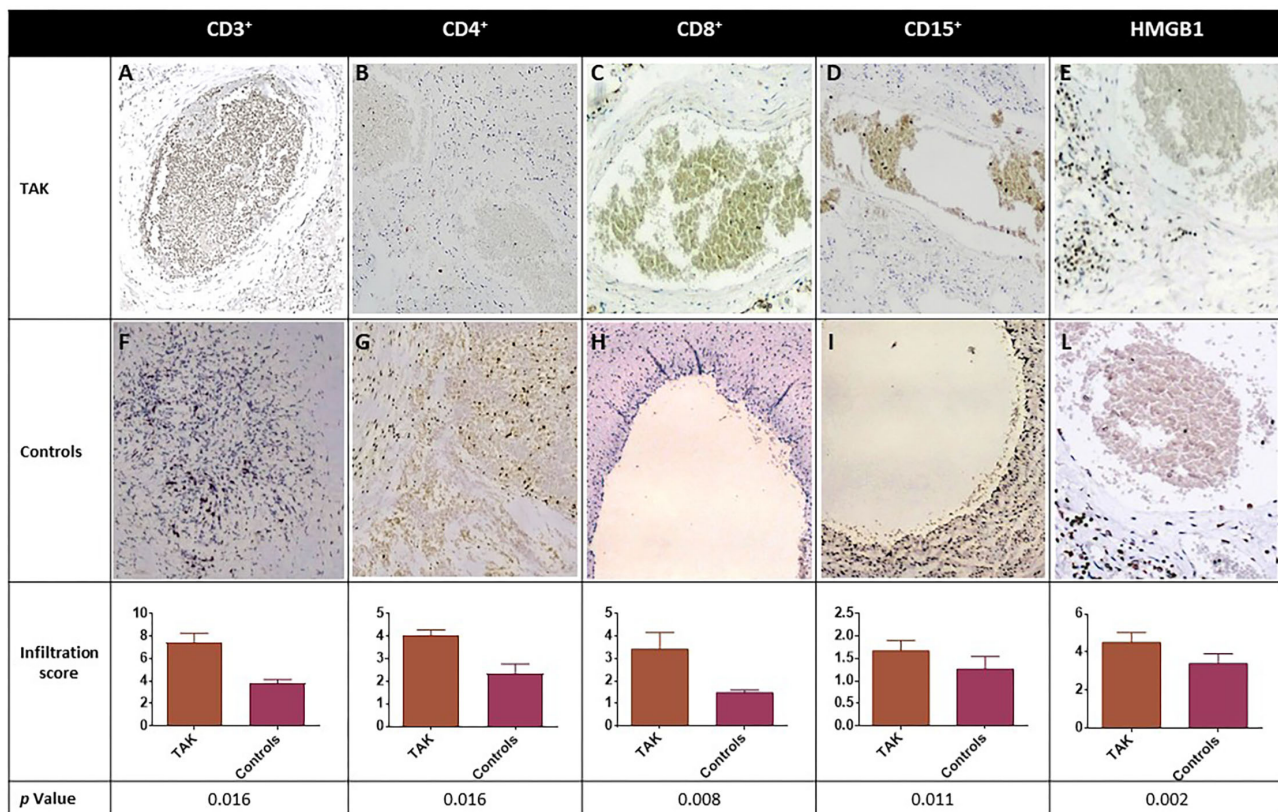 CD3⁺ CD4⁺ CD8⁺ CD15⁺ HMGB1
TAK
A B C D E
Controls
F G H I L
Infiltration score
10
8
6
4
2
0
TAK
Controls
5
4
3
2
1
0
TAK
Controls
5
4
3
2
1
0
TAK
Controls
2.5
2.0
1.5
1.0
0.5
0.0
TAK
Controls
6
4
2
0
TAK
Controls
p Value 0.016 0.016 0.008 0.011 0.002